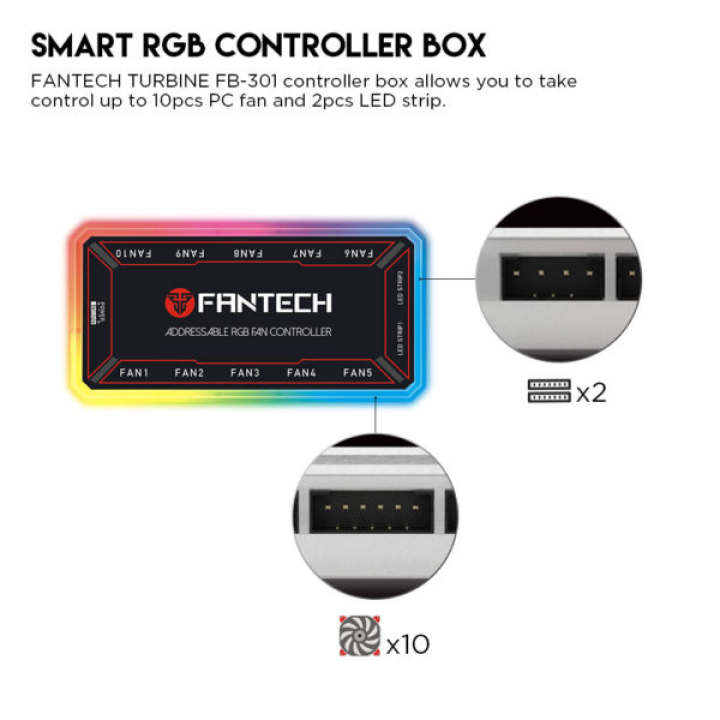 SMART RGB CONTROLLER BOX
FANTECH TURBINE FB-301 controller box allows you to take
control up to 10pcs PC fan and 2pcs LED strip.
FAN10 FAN9 FAN8 FAN7 FAN6
LED STRIP2
FANTECH
ADDRESSABLE RGB FAN CONTROLLER
LED STRIP1
FAN1 FAN2 FAN3 FAN4 FAN5
x2
x10